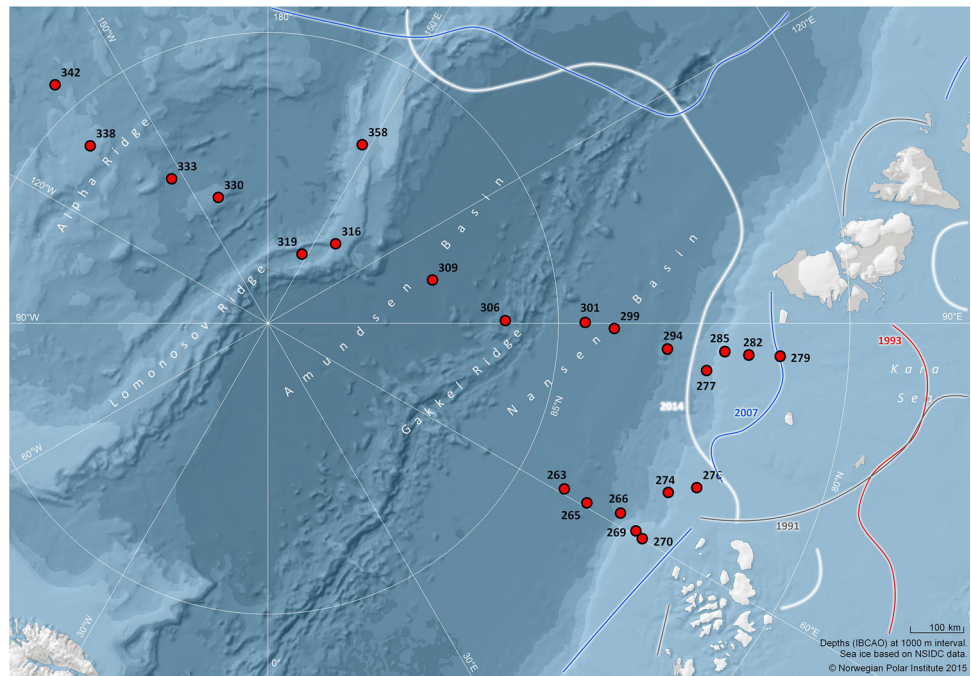 180°
150°W
150°E
120°E
342
338
358
333
330
120°W
Alpha Ridge
319
316
309
Amundsen Basin
Lomonosov Ridge
90°W
306
301
299
90°E
Gakkel Ridge
Nansen Basin
294
285
282
279
277
1993
Kara
Sea
2014
2007
85°N
80°N
60°W
263
265
266
274
276
269
270
1991
30°W
0°
30°E
60°E
100 km
Depths (IBCAO) at 1000 m interval.
Sea ice based on NSIDC data.
© Norwegian Polar Institute 2015